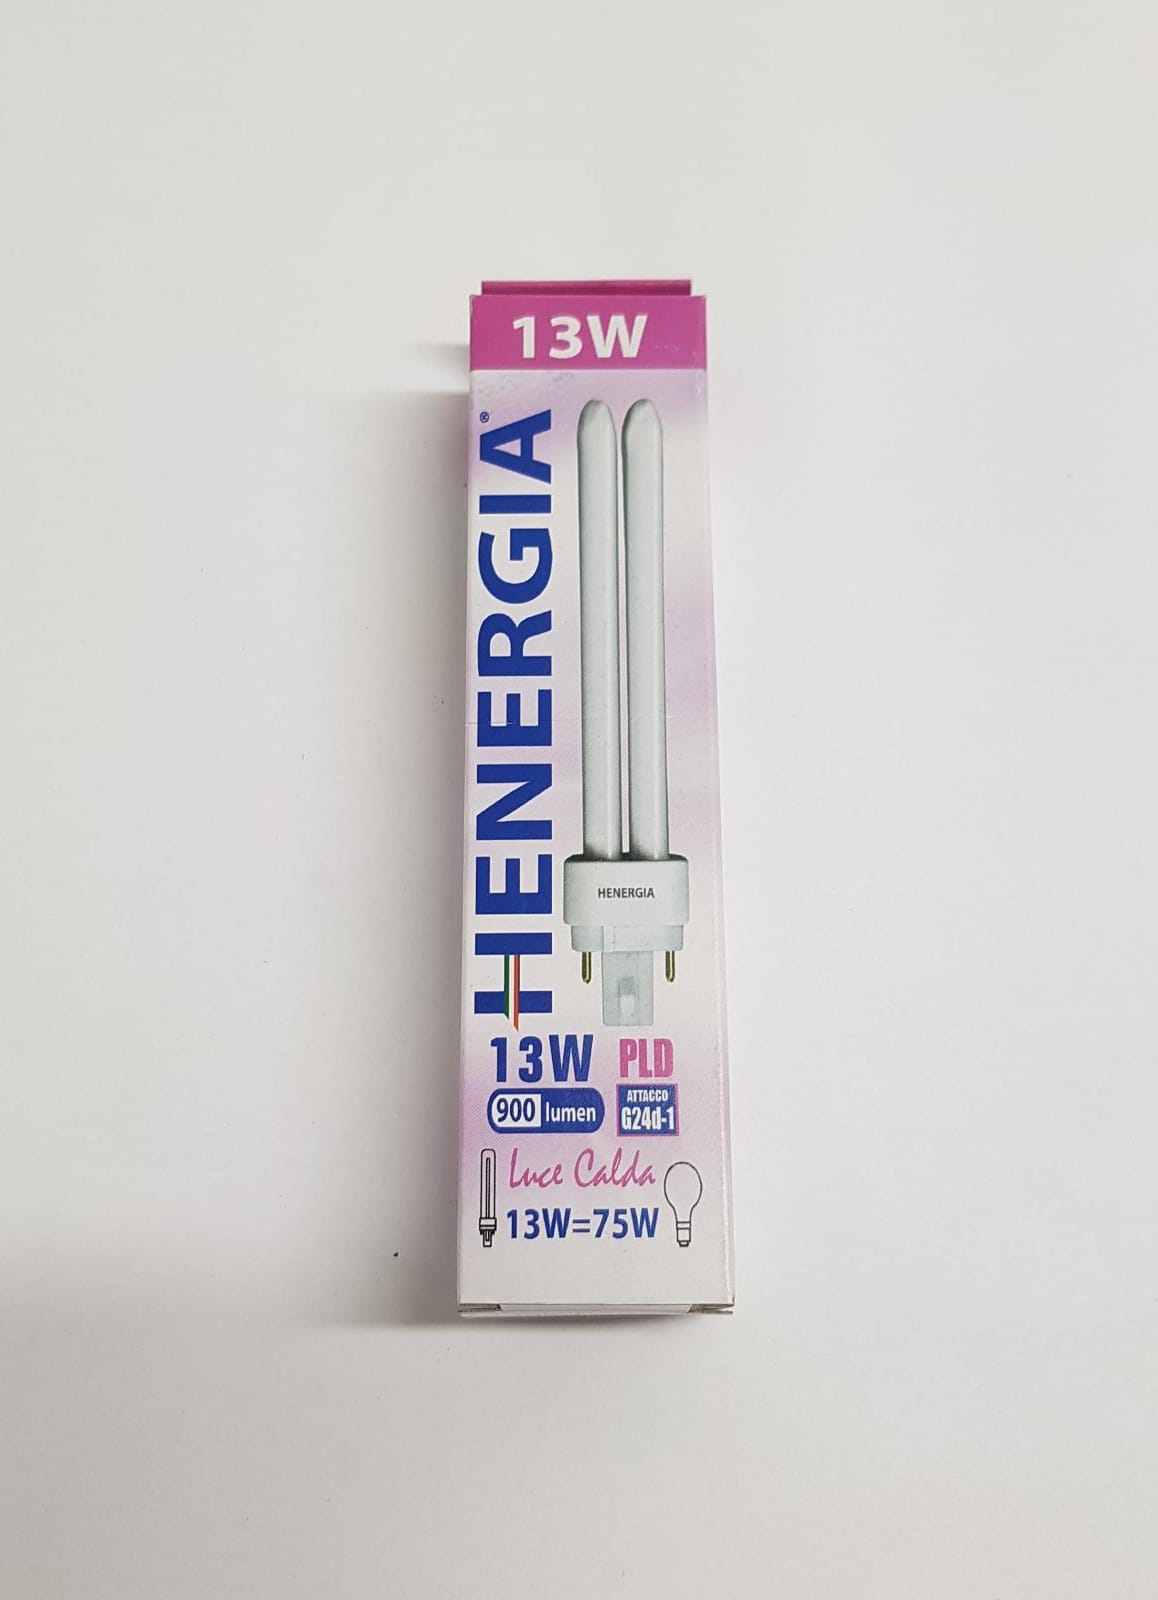 13W
HENERGIA®
HENERGIA
13W PLD
900 lumen
ATTACCO
G24d-1
Luce Calda
13W=75W